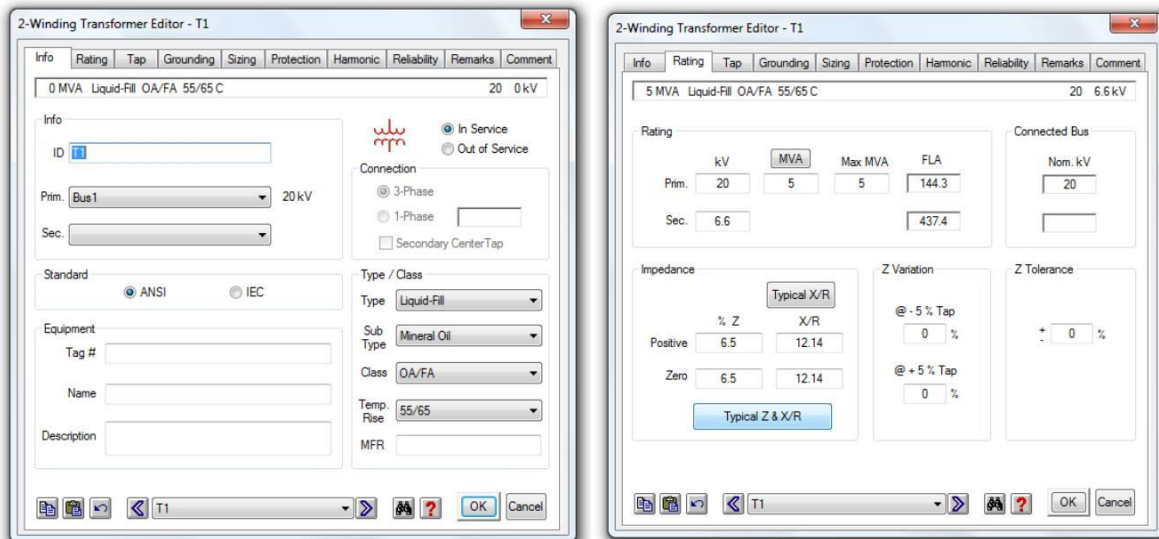 2-Winding Transformer Editor - T1
Info Rating Tap Grounding Sizing Protection Harmonic Reliability Remarks Comment
0 MVA Liquid-Fill OA/FA 55/65 C 20 0 kV
Info
ID T1
Prim. Bus1 20 kV
Sec.
In Service
Out of Service
Connection
3-Phase
1-Phase
Secondary CenterTap
Standard
ANSI IEC
Type / Class
Type Liquid-Fill
Sub Type Mineral Oil
Class OA/FA
Temp. Rise 55/65
MFR
Equipment
Tag #
Name
Description
T1 ? OK Cancel
2-Winding Transformer Editor - T1
Info Rating Tap Grounding Sizing Protection Harmonic Reliability Remarks Comment
5 MVA Liquid-Fill OA/FA 55/65 C 20 6.6 kV
Rating
kV MVA Max MVA FLA
Prim. 20 5 5 144.3
Sec. 6.6 437.4
Connected Bus
Nom. kV
20
Impedance
Typical X/R
% Z X/R
Positive 6.5 12.14
Zero 6.5 12.14
Typical Z & X/R
Z Variation
@ - 5 % Tap
0 %
@ + 5 % Tap
0 %
Z Tolerance
+ - 0 %
T1 ? OK Cancel